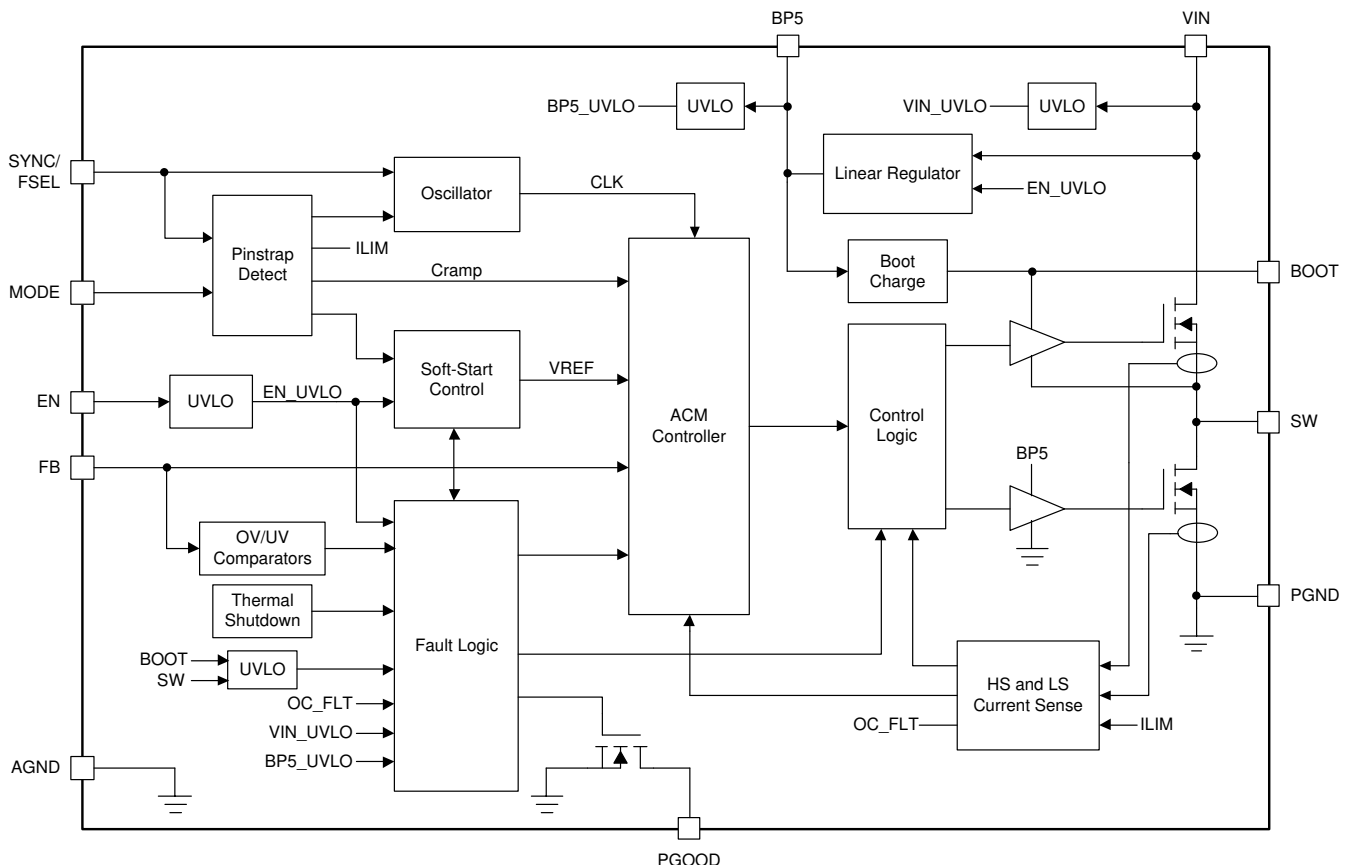 BP5
VIN
BP5_UVLO
UVLO
VIN_UVLO
UVLO
SYNC/
FSEL
Oscillator
CLK
Linear Regulator
EN_UVLO
Pinstrap
Detect
ILIM
Cramp
MODE
Boot
Charge
BOOT
Soft-Start
Control
VREF
EN
UVLO
EN_UVLO
ACM
Controller
Control
Logic
SW
FB
BP5
OV/UV
Comparators
Thermal
Shutdown
Fault Logic
PGND
BOOT
SW
UVLO
OC_FLT
VIN_UVLO
BP5_UVLO
HS and LS
Current Sense
OC_FLT
ILIM
AGND
PGOOD